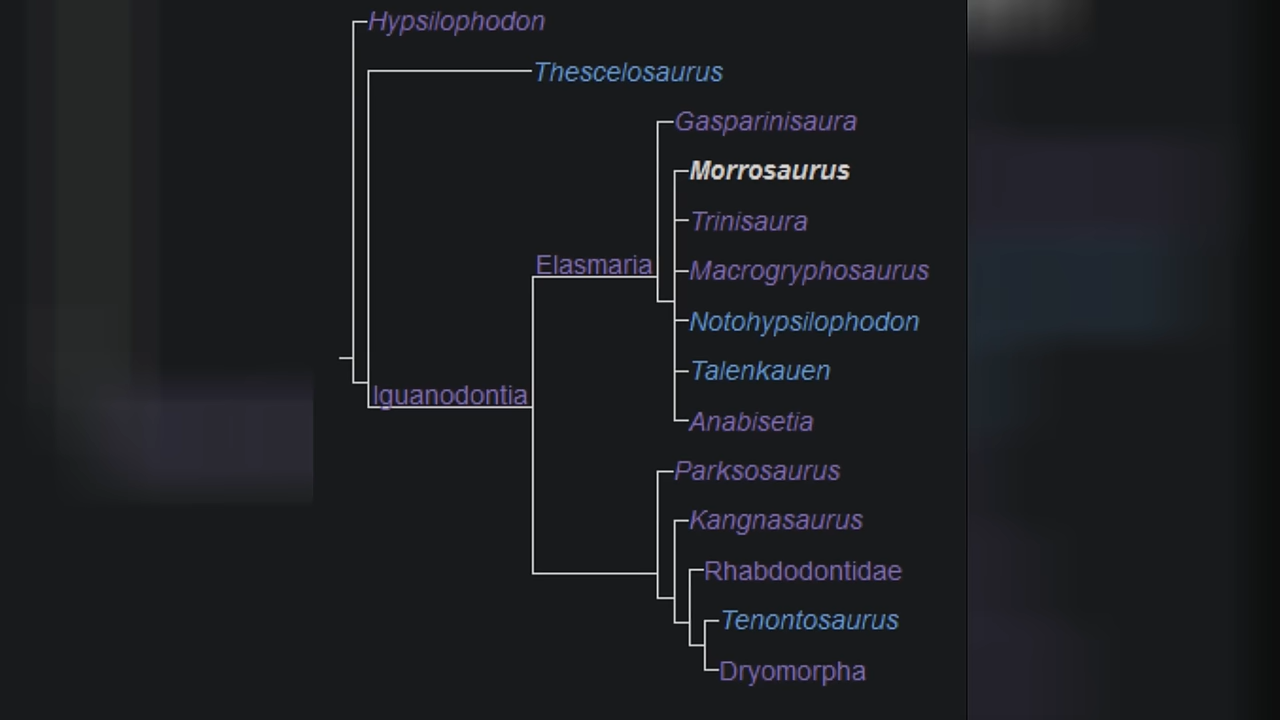 Hypsilophodon
Thescelosaurus
Gasparinisaura
Morrosaurus
Trinisaura
Elasmaria
Macrogryphosaurus
Notohypsilophodon
Talenkauen
Iguanodontia
Anabisetia
Parksosaurus
Kangnasaurus
Rhabdodontidae
Tenontosaurus
Dryomorpha